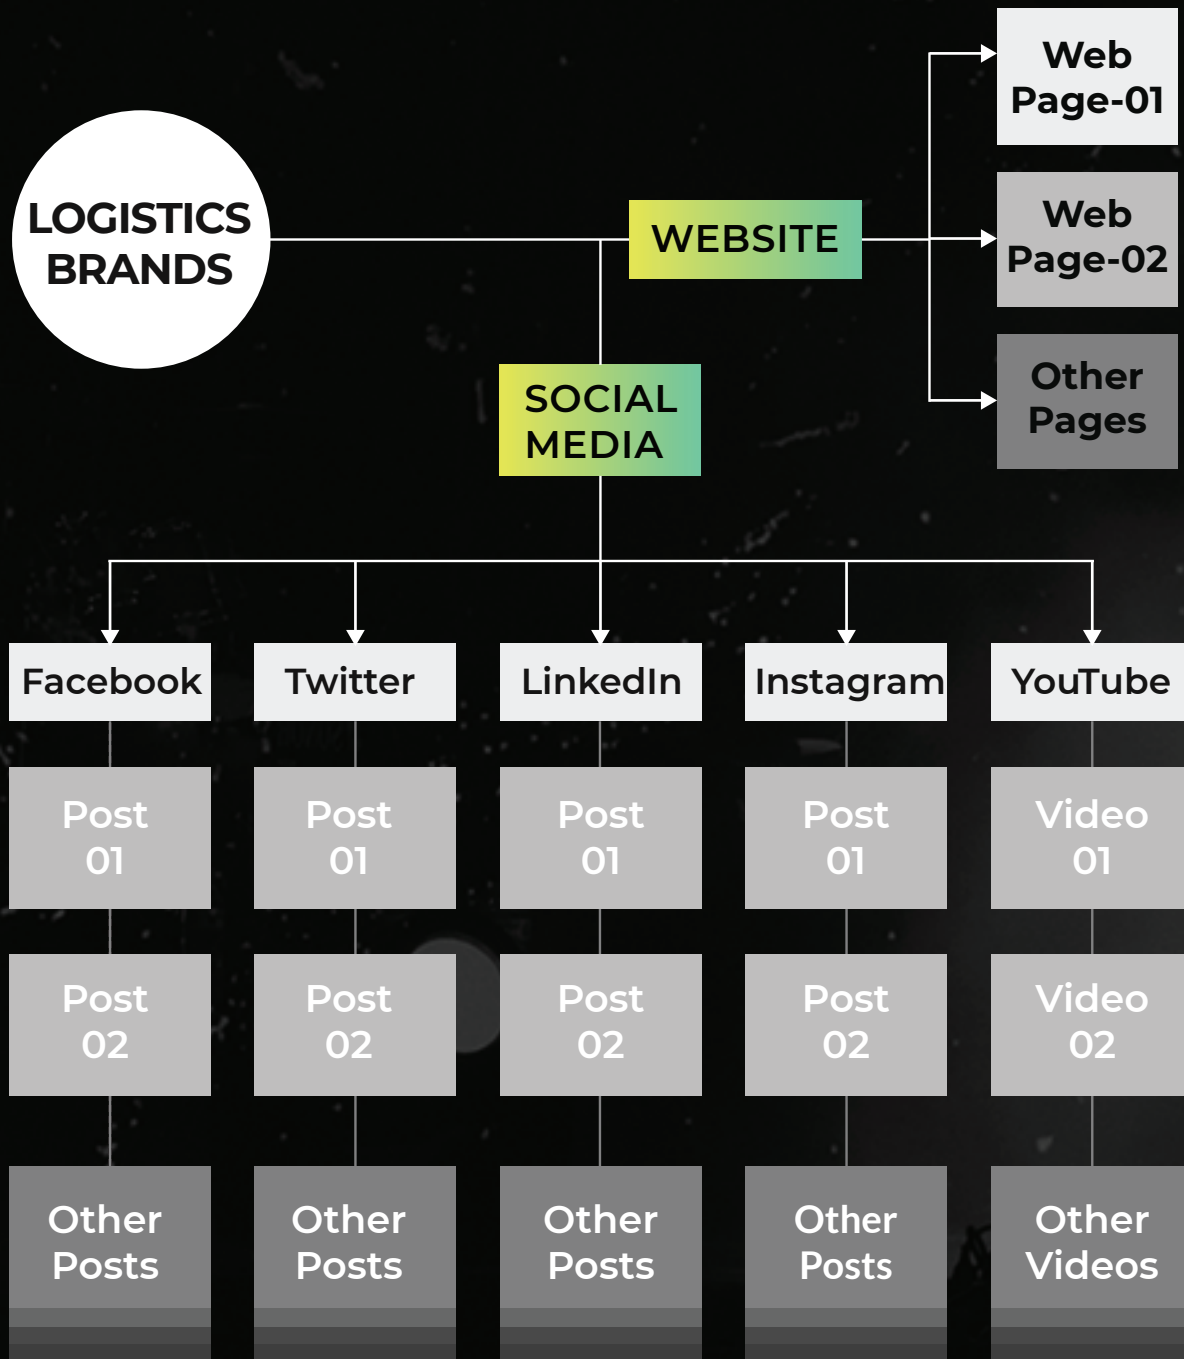 LOGISTICS
BRANDS
WEBSITE
Web
Page-01
Web
Page-02
Other
Pages
SOCIAL
MEDIA
Facebook
Twitter
LinkedIn
Instagram
YouTube
Post
01
Post
01
Post
01
Post
01
Video
01
Post
02
Post
02
Post
02
Post
02
Video
02
Other
Posts
Other
Posts
Other
Posts
Other
Posts
Other
Videos